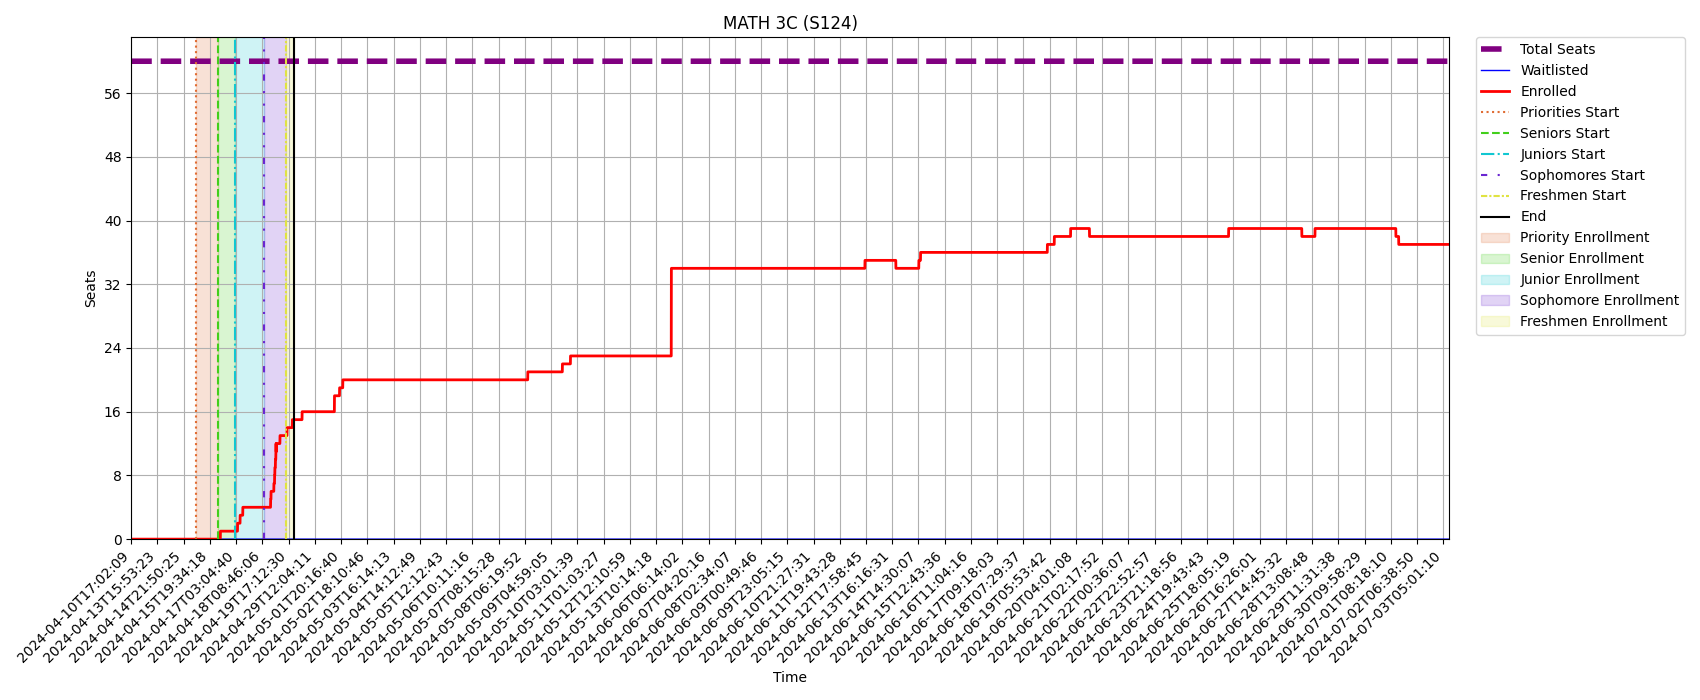 MATH 3C (S124)
Total Seats
Waitlisted
Enrolled
Priorities Start
Seniors Start
Juniors Start
Sophomores Start
Freshmen Start
End
Priority Enrollment
Senior Enrollment
Junior Enrollment
Sophomore Enrollment
Freshmen Enrollment
Seats
56
48
40
32
24
16
8
0
2024-04-10T17:02:09
2024-04-13T15:53:23
2024-04-14T21:50:25
2024-04-15T19:34:18
2024-04-17T03:04:40
2024-04-18T08:46:06
2024-04-19T17:12:30
2024-04-29T12:04:11
2024-05-01T20:16:40
2024-05-02T18:10:46
2024-05-03T16:14:13
2024-05-04T14:12:49
2024-05-05T12:12:43
2024-05-06T10:11:16
2024-05-07T08:15:28
2024-05-08T06:19:52
2024-05-09T04:59:05
2024-05-10T03:01:39
2024-05-11T01:03:27
2024-05-12T12:10:59
2024-05-13T10:14:18
2024-06-06T06:14:02
2024-06-07T04:20:16
2024-06-08T02:34:07
2024-06-09T00:49:46
2024-06-09T23:05:15
2024-06-10T21:27:31
2024-06-11T19:43:28
2024-06-12T17:58:45
2024-06-13T16:16:31
2024-06-14T14:30:07
2024-06-15T12:43:36
2024-06-16T11:04:16
2024-06-17T09:18:03
2024-06-18T07:29:37
2024-06-19T05:53:42
2024-06-20T04:01:08
2024-06-21T02:17:52
2024-06-22T00:36:07
2024-06-22T22:52:57
2024-06-23T21:18:56
2024-06-24T19:43:43
2024-06-25T18:05:19
2024-06-26T16:26:01
2024-06-27T14:45:32
2024-06-28T13:08:48
2024-06-29T11:31:38
2024-06-30T09:58:29
2024-07-01T08:18:10
2024-07-02T06:38:50
2024-07-03T05:01:10
Time